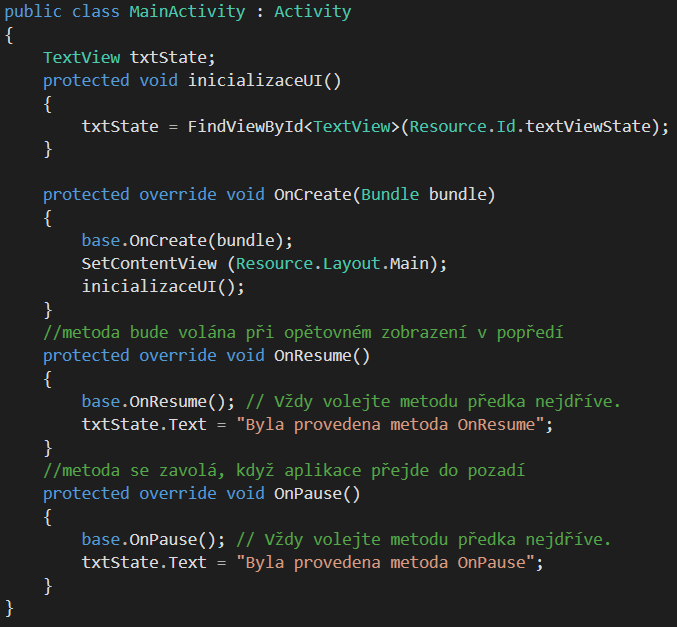 public class MainActivity : Activity
{
    TextView txtState;
    protected void inicializaceUI()
    {
        txtState = FindViewById<TextView>(Resource.Id.textViewState);
    }

    protected override void OnCreate(Bundle bundle)
    {
        base.OnCreate(bundle);
        SetContentView (Resource.Layout.Main);
        inicializaceUI();
    }
    //metoda bude volána při opětovném zobrazení v popředí
    protected override void OnResume()
    {
        base.OnResume(); // Vždy volejte metodu předka nejdříve.
        txtState.Text = "Byla provedena metoda OnResume";
    }
    //metoda se zavolá, když aplikace přejde do pozadí
    protected override void OnPause()
    {
        base.OnPause(); // Vždy volejte metodu předka nejdříve.
        txtState.Text = "Byla provedena metoda OnPause";
    }
}